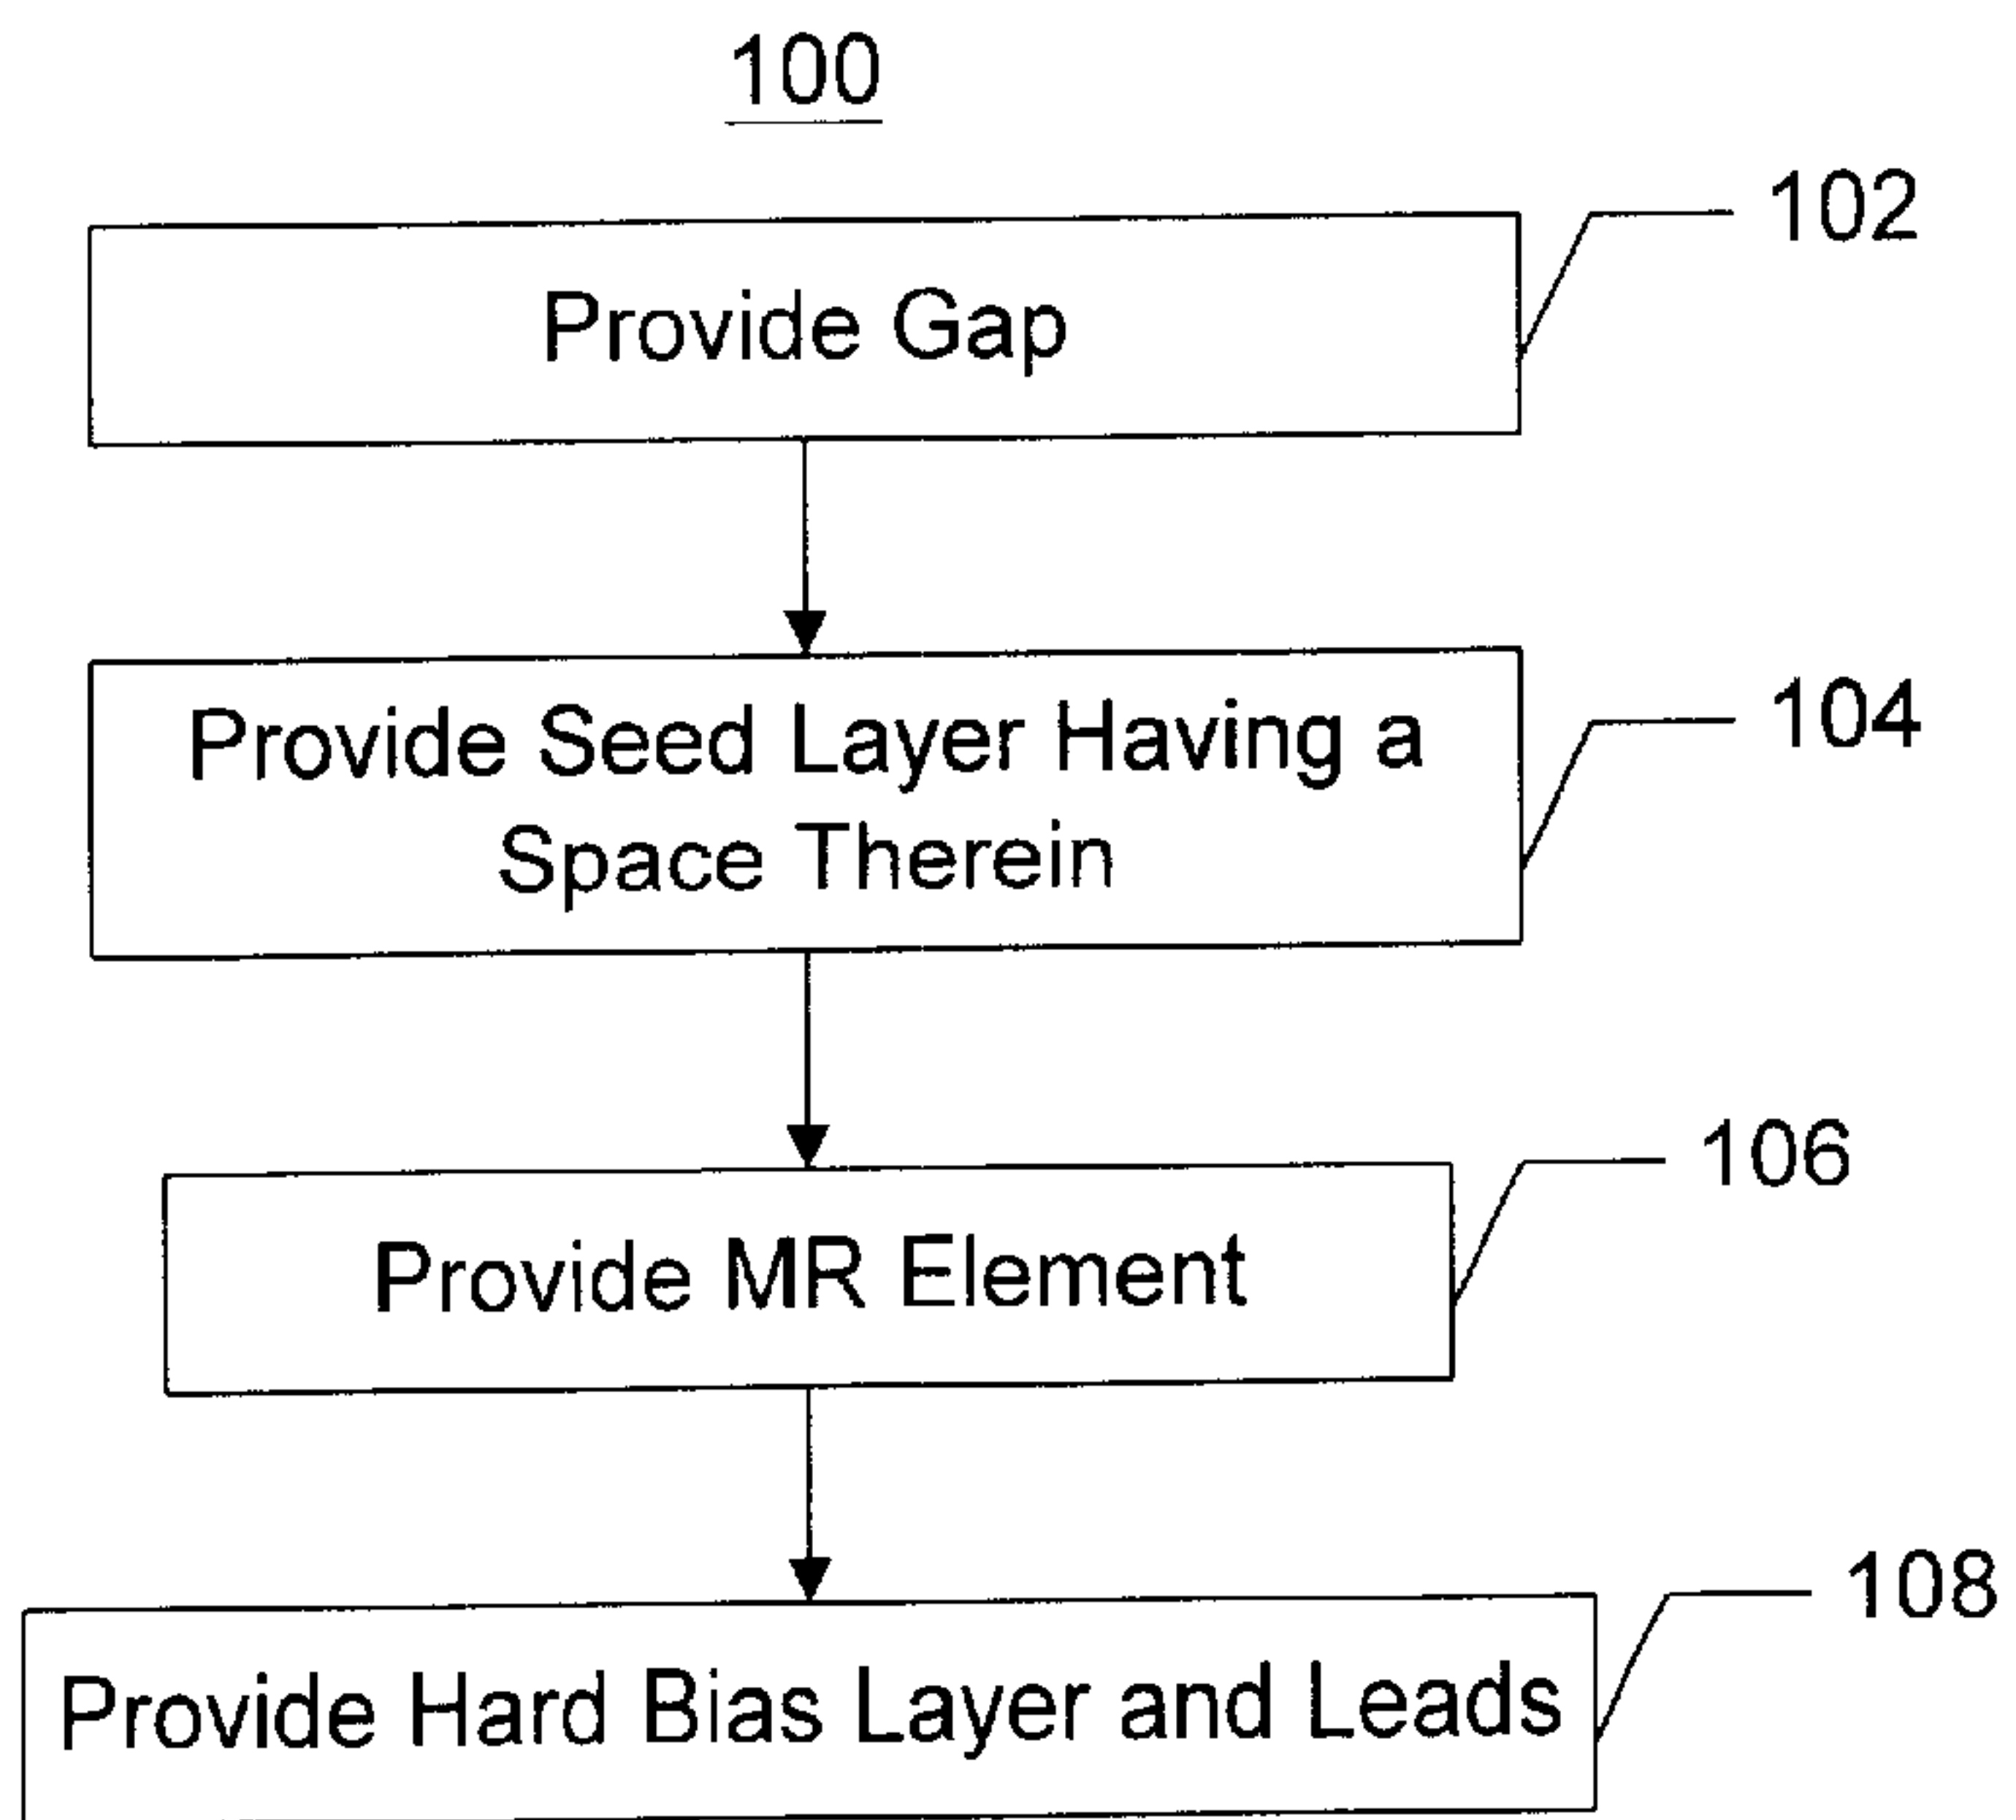 100
102
Provide Gap
104
Provide Seed Layer Having a
Space Therein
106
Provide MR Element
108
Provide Hard Bias Layer and Leads